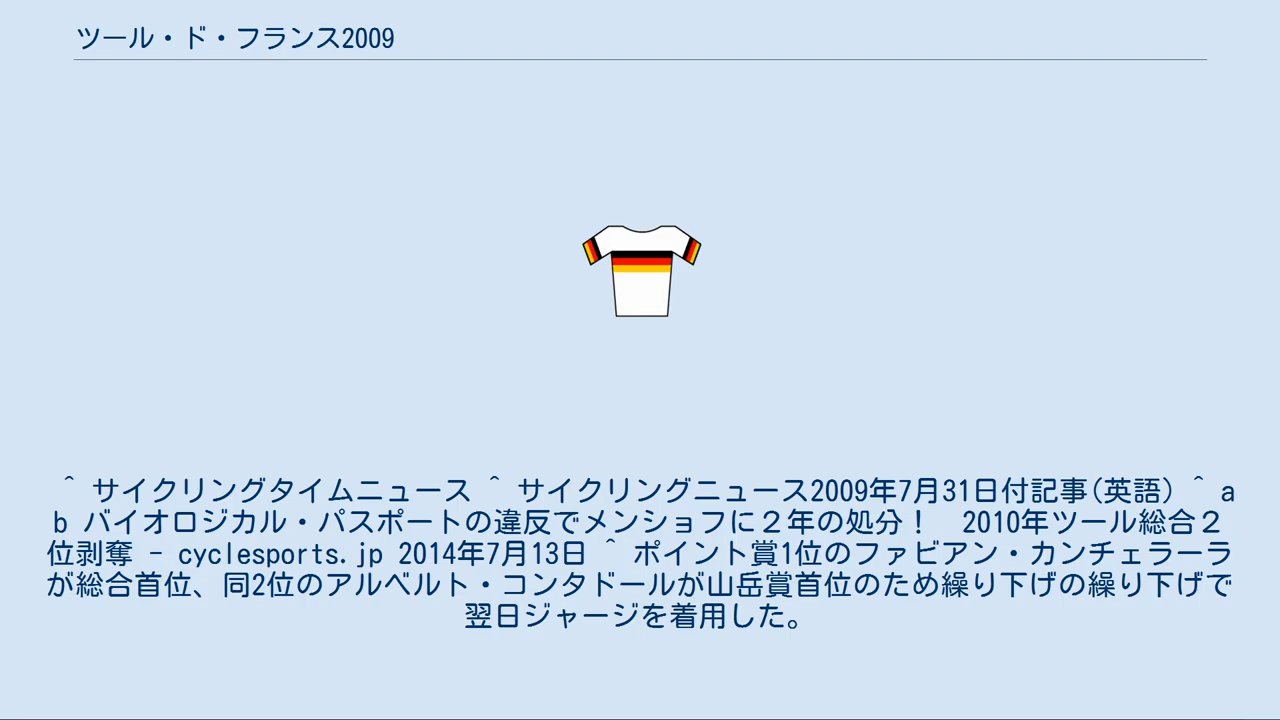 ツール・ド・フランス2009
^ サイクリングタイムニュース ^ サイクリングニュース2009年7月31日付記事(英語) ^ a
b バイオロジカル・パスポートの違反でメンショフに２年の処分！　2010年ツール総合２
位剥奪 - cyclesports.jp 2014年7月13日 ^ ポイント賞1位のファビアン・カンチェラーラ
が総合首位、同2位のアルベルト・コンタドールが山岳賞首位のため繰り下げの繰り下げで
翌日ジャージを着用した。